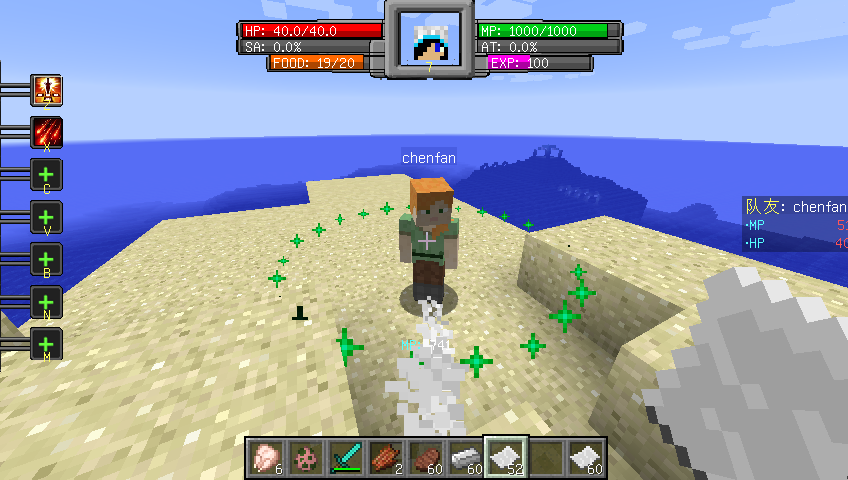 HP: 40.0/40.0
MP: 1000/1000
SA: 0.0%
AT: 0.0%
FOOD: 19/20
7
EXP: 100
Z
X
C
V
B
N
M
chenfan
队友: chenfan
·MP
·HP
6
2
60
60
52
60